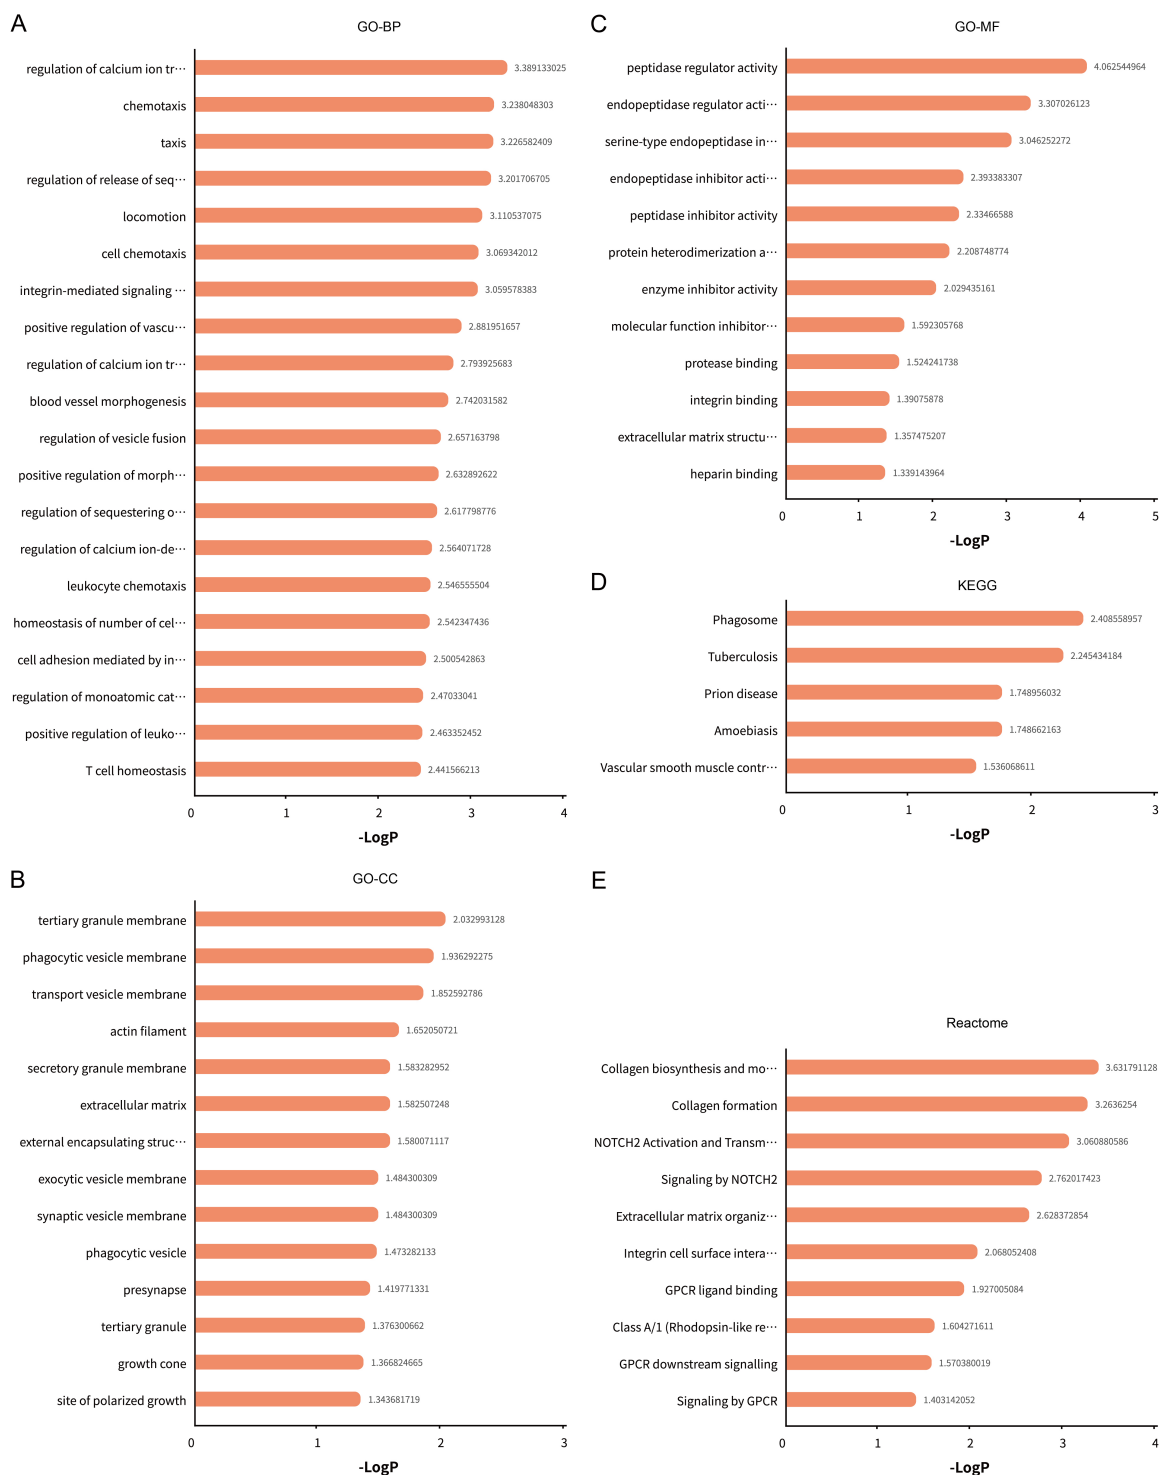 A
GO-BP
regulation of calcium ion tr···
3.389133025
chemotaxis
3.238048303
taxis
3.226582409
regulation of release of seq···
3.201706705
locomotion
3.110537075
cell chemotaxis
3.069342012
integrin-mediated signaling ···
3.059578383
positive regulation of vascu···
2.881951657
regulation of calcium ion tr···
2.793925683
blood vessel morphogenesis
2.742031582
regulation of vesicle fusion
2.657163798
positive regulation of morph···
2.632892622
regulation of sequestering o···
2.617798776
regulation of calcium ion-de···
2.564071728
leukocyte chemotaxis
2.546555504
homeostasis of number of cel···
2.542347436
cell adhesion mediated by in···
2.500542863
regulation of monoatomic cat···
2.47033041
positive regulation of leuko···
2.463352452
T cell homeostasis
2.441566213
0 1 2 3 4
-LogP
B
GO-CC
tertiary granule membrane
2.032993128
phagocytic vesicle membrane
1.936292275
transport vesicle membrane
1.852592786
actin filament
1.652050721
secretory granule membrane
1.583282952
extracellular matrix
1.582507248
external encapsulating struc···
1.580071117
exocytic vesicle membrane
1.484300309
synaptic vesicle membrane
1.484300309
phagocytic vesicle
1.473282133
presynapse
1.419771331
tertiary granule
1.376300662
growth cone
1.366824665
site of polarized growth
1.343681719
0 1 2 3
-LogP
C
GO-MF
peptidase regulator activity
4.062544964
endopeptidase regulator acti···
3.307026123
serine-type endopeptidase in···
3.046252272
endopeptidase inhibitor acti···
2.393383307
peptidase inhibitor activity
2.33466588
protein heterodimerization a···
2.208748774
enzyme inhibitor activity
2.029435161
molecular function inhibitor···
1.592305768
protease binding
1.524241738
integrin binding
1.39075878
extracellular matrix structu···
1.357475207
heparin binding
1.339143964
0 1 2 3 4 5
-LogP
D
KEGG
Phagosome
2.408558957
Tuberculosis
2.245434184
Prion disease
1.748956032
Amoebiasis
1.748662163
Vascular smooth muscle contr···
1.536068611
0 1 2 3
-LogP
E
Reactome
Collagen biosynthesis and mo···
3.631791128
Collagen formation
3.2636254
NOTCH2 Activation and Transm···
3.060880586
Signaling by NOTCH2
2.762017423
Extracellular matrix organiz···
2.628372854
Integrin cell surface intera···
2.068052408
GPCR ligand binding
1.927005084
Class A/1 (Rhodopsin-like re···
1.604271611
GPCR downstream signalling
1.570380019
Signaling by GPCR
1.403142052
0 1 2 3 4
-LogP